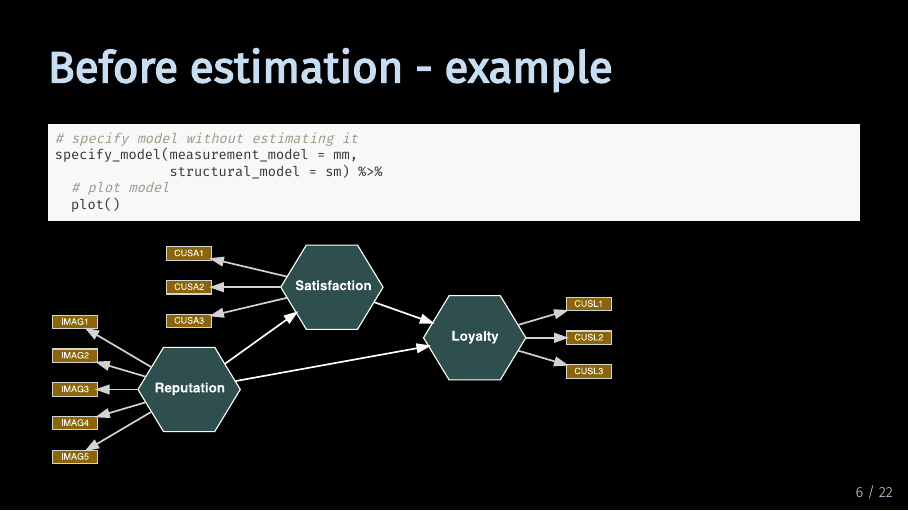 Before estimation - example
# specify model without estimating it
specify_model(measurement_model = mm,
structural_model = sm) %>%
# plot model
plot()
CUSA1
CUSA2
CUSA3
Satisfaction
IMAG1
IMAG2
IMAG3
IMAG4
IMAG5
Reputation
Loyalty
CUSL1
CUSL2
CUSL3
6 / 22